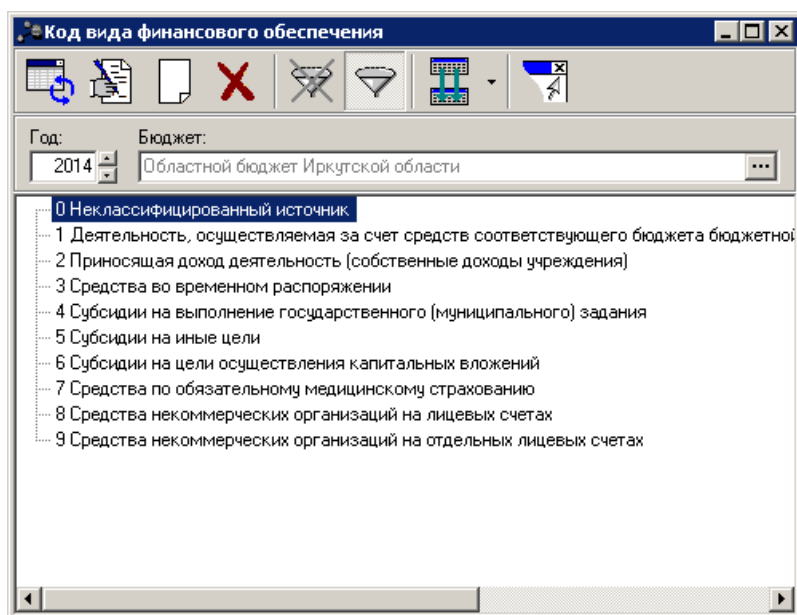 Код вида финансового обеспечения
Год: Бюджет:
2014 Областной бюджет Иркутской области ...
0 Неклассифицированный источник
1 Деятельность, осуществляемая за счет средств соответствующего бюджета бюджетной
2 Приносящая доход деятельность (собственные доходы учреждения)
3 Средства во временном распоряжении
4 Субсидии на выполнение государственного (муниципального) задания
5 Субсидии на иные цели
6 Субсидии на цели осуществления капитальных вложений
7 Средства по обязательному медицинскому страхованию
8 Средства некоммерческих организаций на лицевых счетах
9 Средства некоммерческих организаций на отдельных лицевых счетах